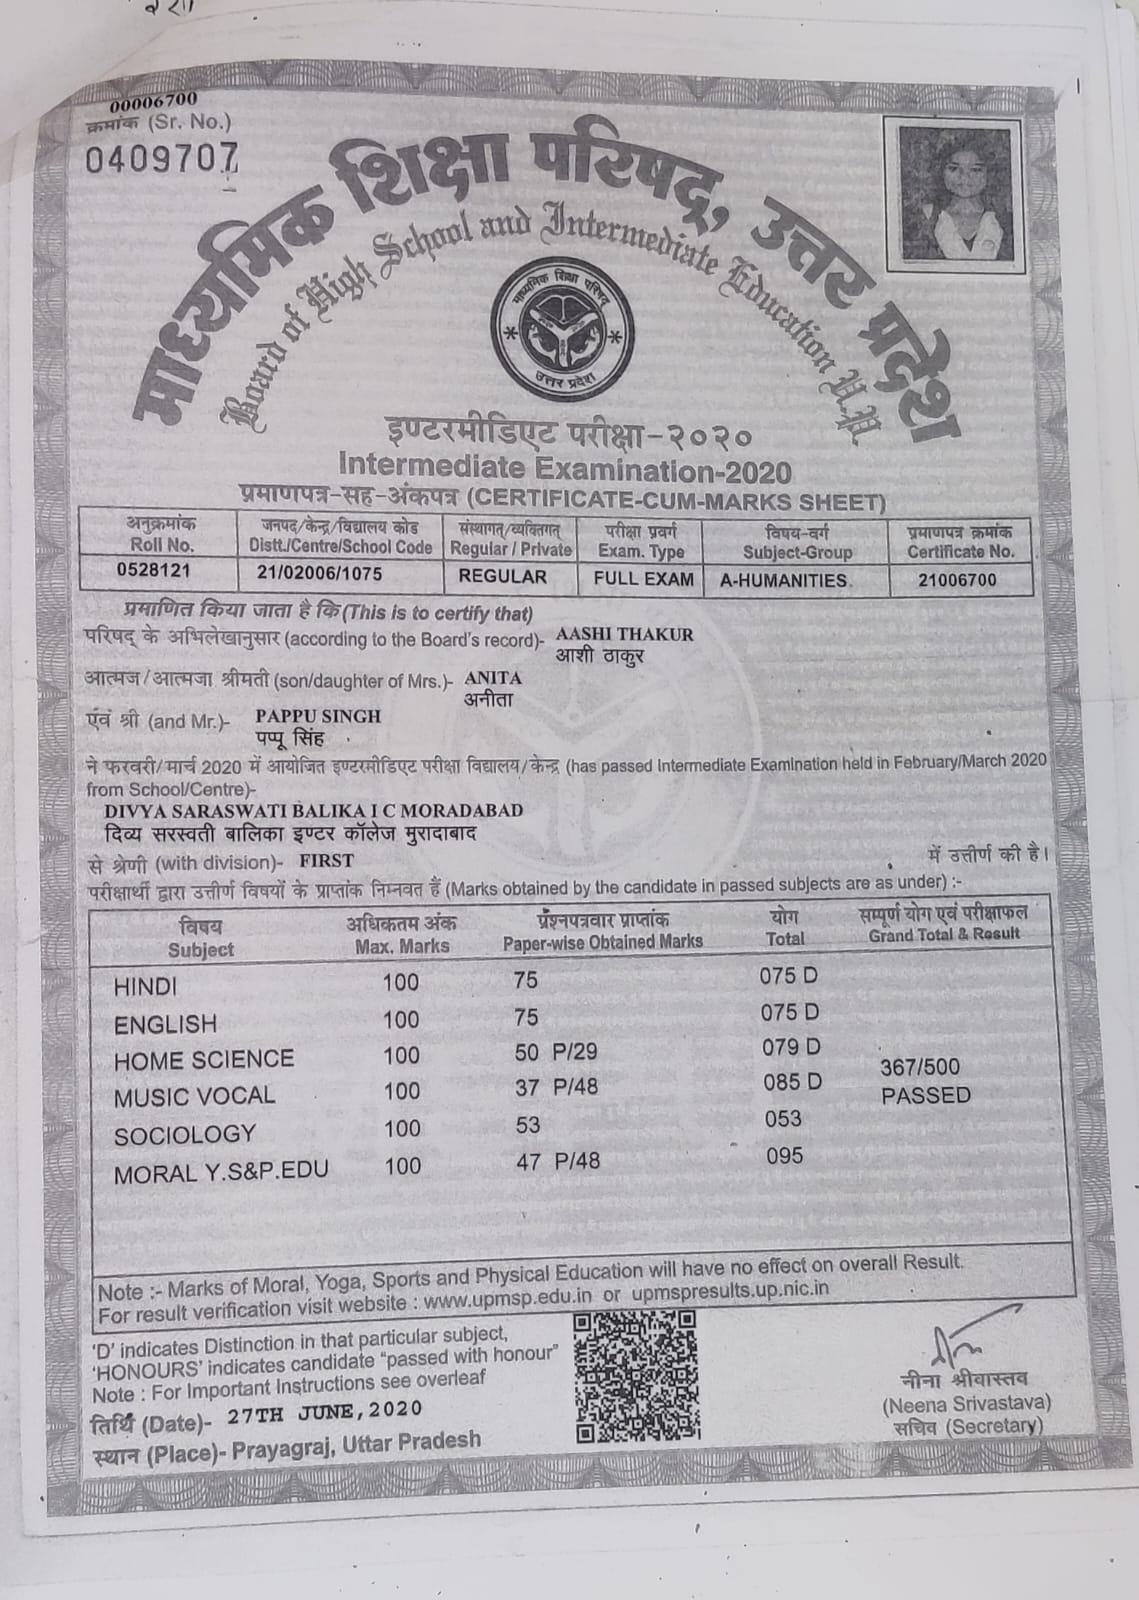 00006700
क्रमांक (Sr. No.)
0409707
माध्यमिक शिक्षा परिषद्, उत्तर प्रदेश
Board of High School and Intermediate Education U.P.
माध्यमिक शिक्षा परिषद्
उत्तर प्रदेश
इण्टरमीडिएट परीक्षा-२०२०
Intermediate Examination-2020
प्रमाणपत्र-सह-अंकपत्र (CERTIFICATE-CUM-MARKS SHEET)
अनुक्रमांक जनपद/केन्द्र/विद्यालय कोड संस्थागत/व्यक्तिगत परीक्षा प्रवर्ग विषय-वर्ग प्रमाणपत्र क्रमांक
Roll No. Distt./Centre/School Code Regular / Private Exam. Type Subject-Group Certificate No.
0528121 21/02006/1075 REGULAR FULL EXAM A-HUMANITIES. 21006700
प्रमाणित किया जाता है कि (This is to certify that)
परिषद् के अभिलेखानुसार (according to the Board's record)- AASHI THAKUR
आशी ठाकुर
आत्मज/आत्मजा श्रीमती (son/daughter of Mrs.)- ANITA
अनीता
एवं श्री (and Mr.)- PAPPU SINGH
पप्पू सिंह
ने फरवरी/मार्च 2020 में आयोजित इण्टरमीडिएट परीक्षा विद्यालय/केन्द्र (has passed Intermediate Examination held in February/March 2020
from School/Centre)-
DIVYA SARASWATI BALIKA I C MORADABAD
दिव्य सरस्वती बालिका इण्टर कॉलेज मुरादाबाद
से श्रेणी (with division)- FIRST में उत्तीर्ण की है।
परीक्षार्थी द्वारा उत्तीर्ण विषयों के प्राप्तांक निम्नवत हैं (Marks obtained by the candidate in passed subjects are as under) :-
विषय अधिकतम अंक प्रश्नपत्रवार प्राप्तांक योग सम्पूर्ण योग एवं परीक्षाफल
Subject Max. Marks Paper-wise Obtained Marks Total Grand Total & Result
HINDI 100 75 075 D
ENGLISH 100 75 075 D
HOME SCIENCE 100 50 P/29 079 D 367/500
MUSIC VOCAL 100 37 P/48 085 D PASSED
SOCIOLOGY 100 53 053
MORAL Y.S&P.EDU 100 47 P/48 095
Note :- Marks of Moral, Yoga, Sports and Physical Education will have no effect on overall Result.
For result verification visit website : www.upmsp.edu.in or upmspresults.up.nic.in
'D' indicates Distinction in that particular subject,
'HONOURS' indicates candidate "passed with honour"
Note : For Important Instructions see overleaf
तिथि (Date)- 27TH JUNE, 2020
स्थान (Place)- Prayagraj, Uttar Pradesh
नीना श्रीवास्तव
(Neena Srivastava)
सचिव (Secretary)